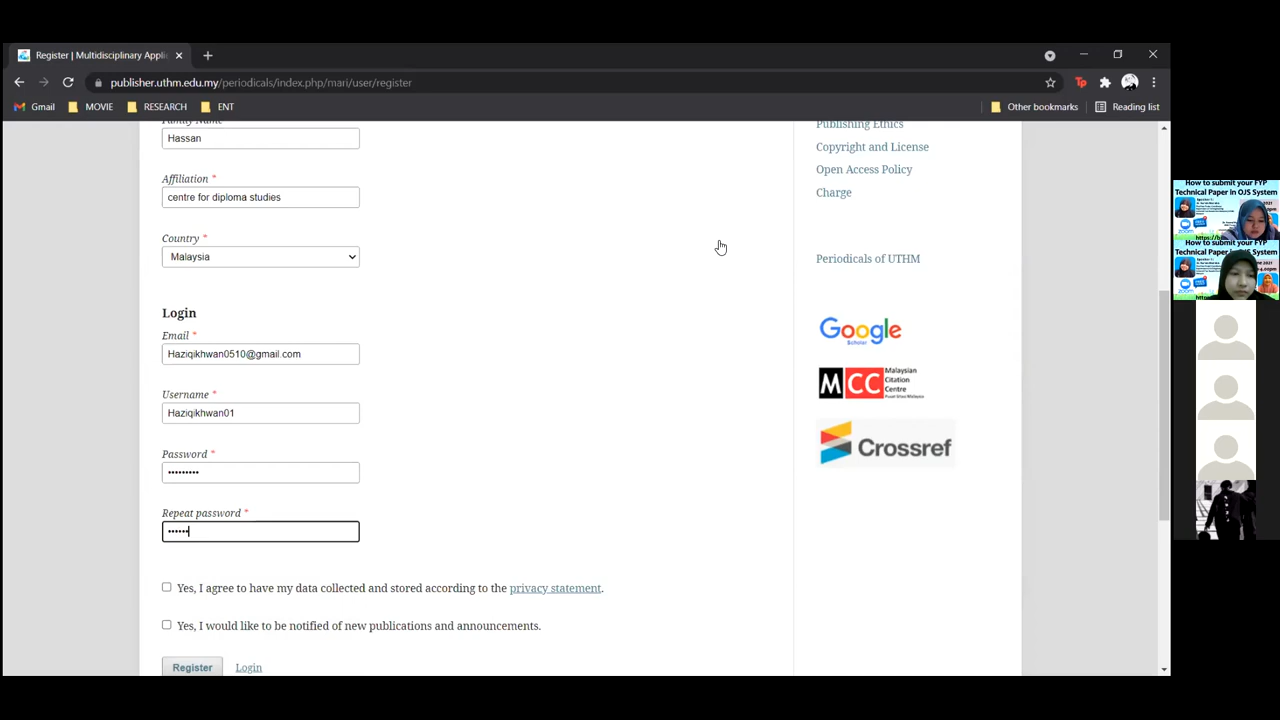 Register | Multidisciplinary Appli
publisher.uthm.edu.my/periodicals/index.php/mari/user/register
Gmail
MOVIE
RESEARCH
ENT
Other bookmarks
Reading list
Family Name
Hassan
Affiliation *
centre for diploma studies
Country *
Malaysia
Login
Email *
Haziqikhwan0510@gmail.com
Username *
Haziqikhwan01
Password *
•••••••••
Repeat password *
••••••
Yes, I agree to have my data collected and stored according to the privacy statement.
Yes, I would like to be notified of new publications and announcements.
Register
Login
Publishing Ethics
Copyright and License
Open Access Policy
Charge
Periodicals of UTHM
Google
Scholar
MCC
Malaysian
Citation
Centre
Crossref
How to submit your FYP
Technical Paper in OJS System
zoom
How to submit your FYP
Technical Paper in OJS System
zoom